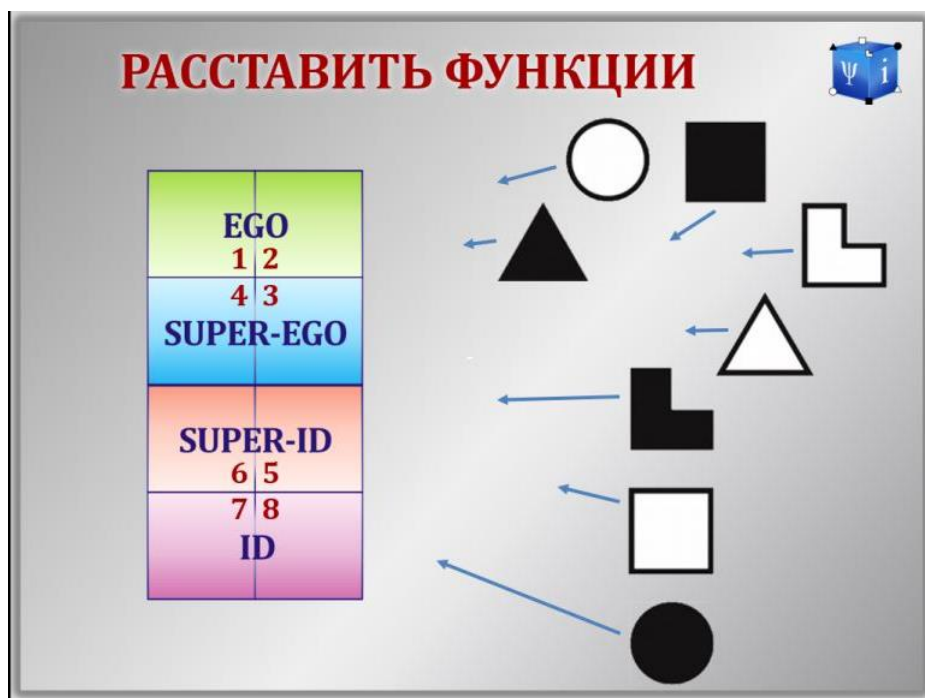 РАССТАВИТЬ ФУНКЦИИ
Ψ i
EGO
1 2
4 3
SUPER-EGO
SUPER-ID
6 5
7 8
ID